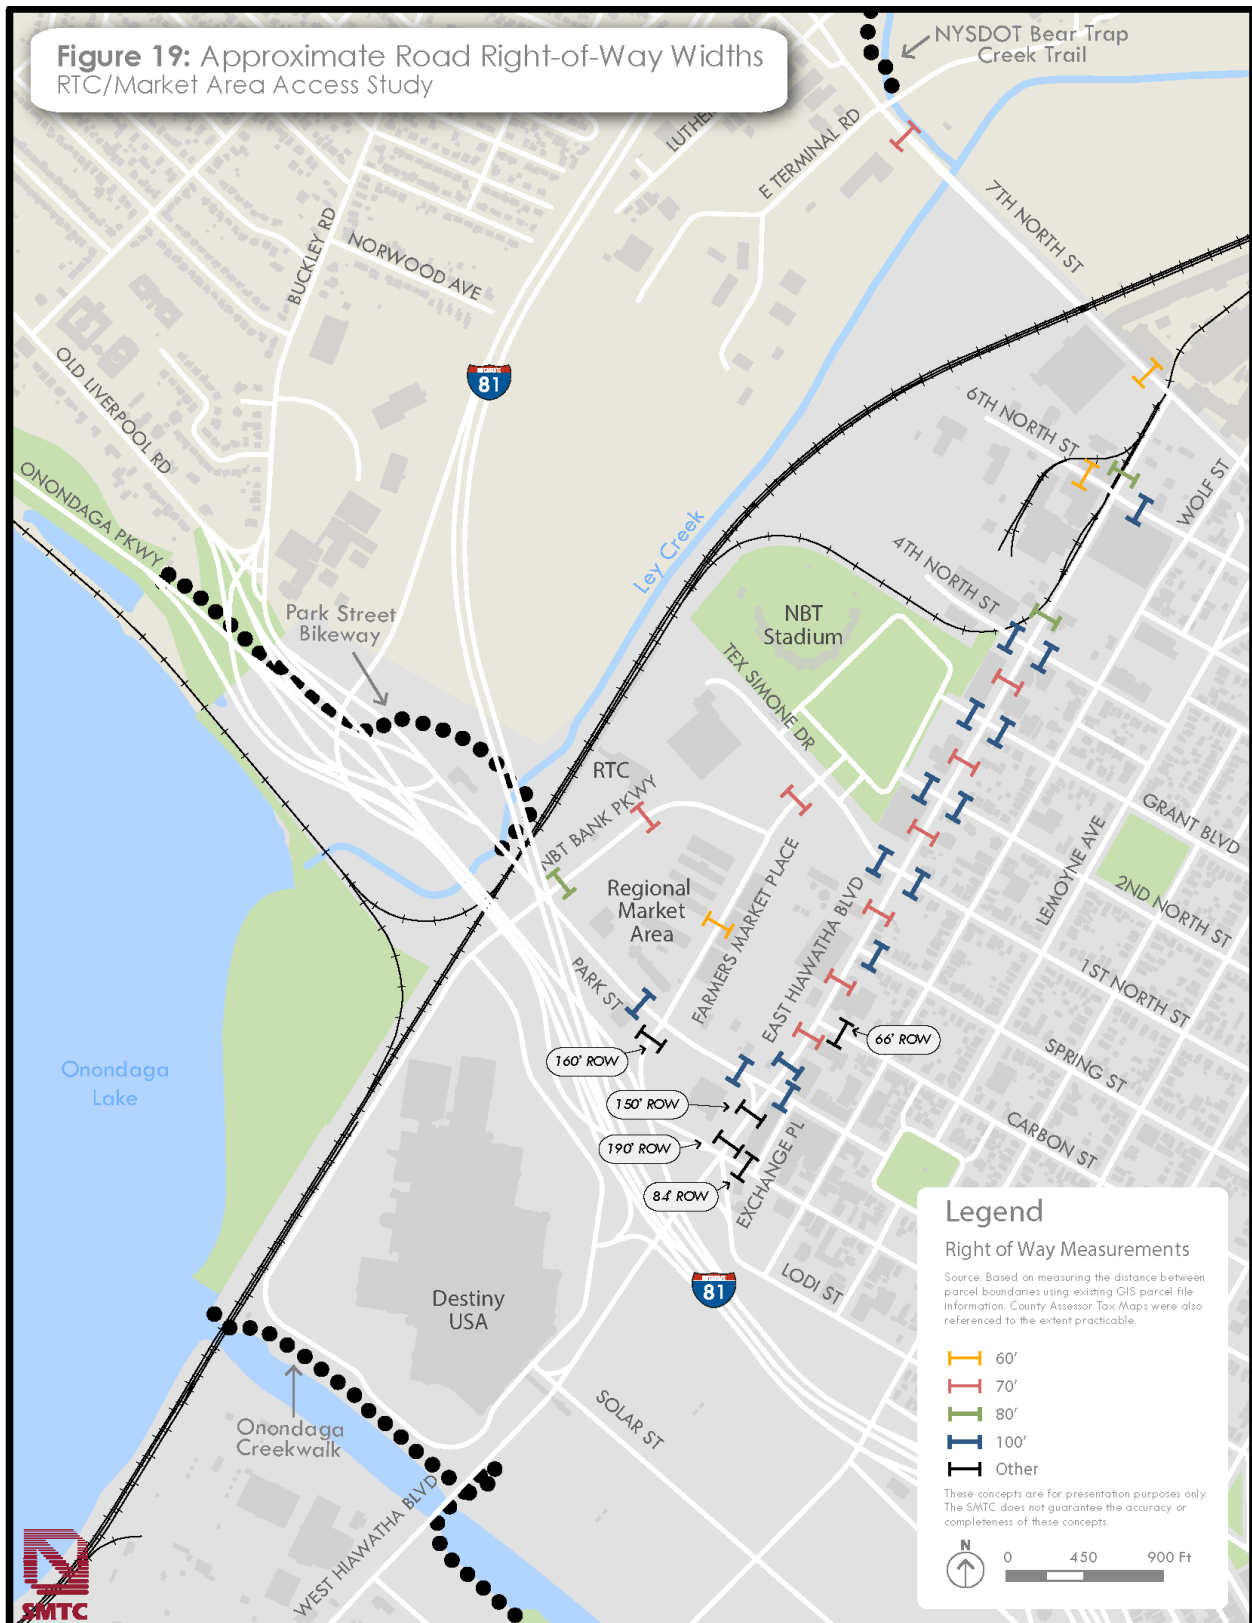 Figure 19: Approximate Road Right-of-Way Widths
RTC/Market Area Access Study
NYSDOT Bear Trap
Creek Trail
LUTHER
E TERMINAL RD
7TH NORTH ST
BUCKLEY RD
NORWOOD AVE
81
OLD LIVERPOOL RD
6TH NORTH ST
WOLF ST
ONONDAGA PKWY
Ley Creek
4TH NORTH ST
Park Street
Bikeway
NBT
Stadium
TEX SIMONE DR
RTC
NBT BANK PKWY
GRANT BLVD
LEMOYNE AVE
2ND NORTH ST
Regional
Market
Area
FARMERS MARKET PLACE
EAST HIAWATHA BLVD
1ST NORTH ST
PARK ST
66' ROW
160' ROW
SPRING ST
Onondaga
Lake
150' ROW
CARBON ST
190' ROW
84' ROW
EXCHANGE PL
LODI ST
81
Destiny
USA
SOLAR ST
Onondaga
Creekwalk
WEST HIAWATHA BLVD
Legend
Right of Way Measurements
Source: Based on measuring the distance between
parcel boundaries using existing GIS parcel file
information. County Assessor Tax Maps were also
referenced to the extent practicable.
60'
70'
80'
100'
Other
These concepts are for presentation purposes only.
The SMTC does not guarantee the accuracy or
completeness of these concepts.
N
0 450 900 Ft
SMTC